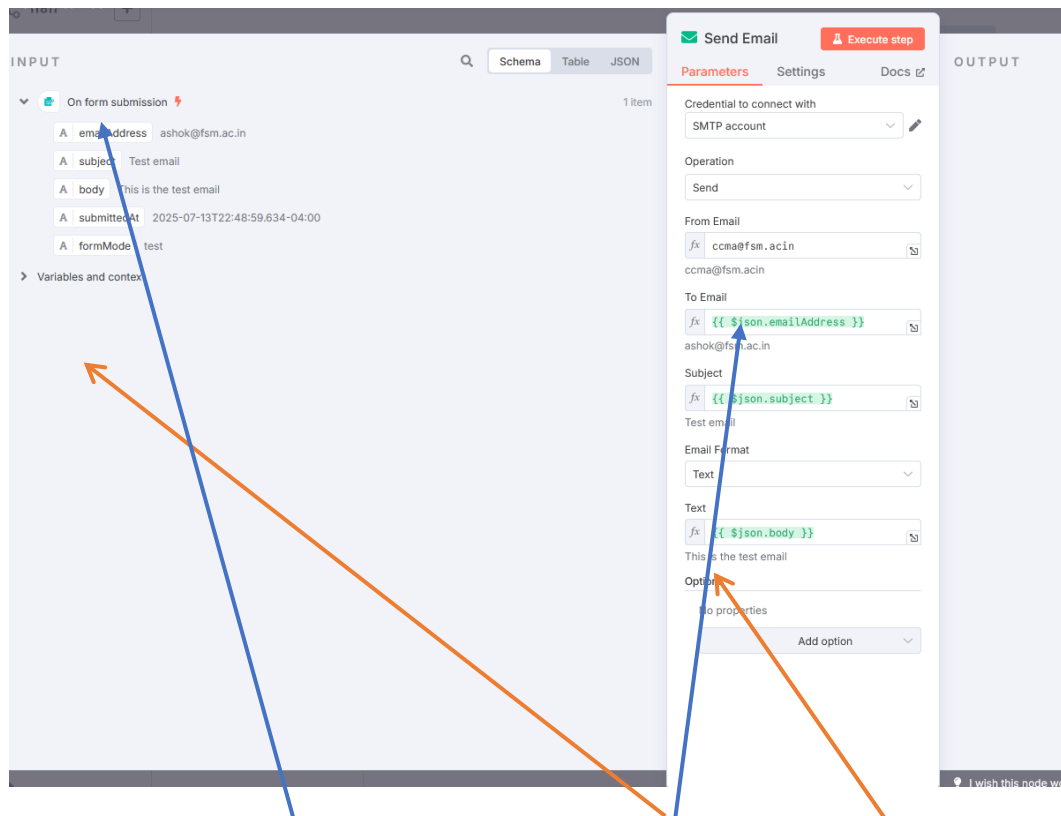 INPUT
Schema Table JSON
On form submission
1 item
A emailAddress ashok@fsm.ac.in
A subject Test email
A body This is the test email
A submittedAt 2025-07-13T22:48:59.634-04:00
A formMode test
Variables and context
Send Email
Execute step
Parameters Settings Docs
Credential to connect with
SMTP account
Operation
Send
From Email
fx ccma@fsm.acin
ccma@fsm.acin
To Email
fx {{ $json.emailAddress }}
ashok@fsm.ac.in
Subject
fx {{ $json.subject }}
Test email
Email Format
Text
Text
fx {{ $json.body }}
This is the test email
Options
No properties
Add option
OUTPUT
I wish this node wo